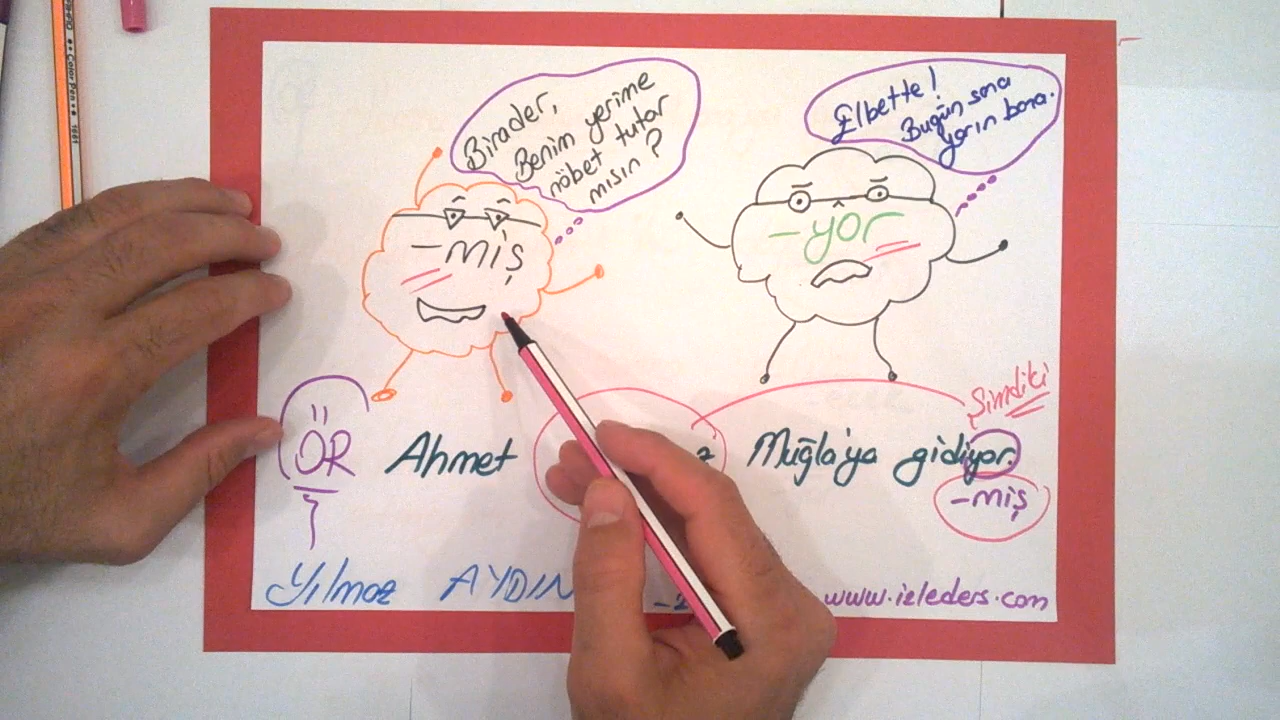 Birader,
Benim yerime
nöbet tutar
mısın?
Elbette!
Bugün sana
yarın bana.
-miş
-yor
Şimdiki
ÖR Ahmet Muğla'ya gidiyor.
-miş
Yılmaz AYDIN
www.izleders.com